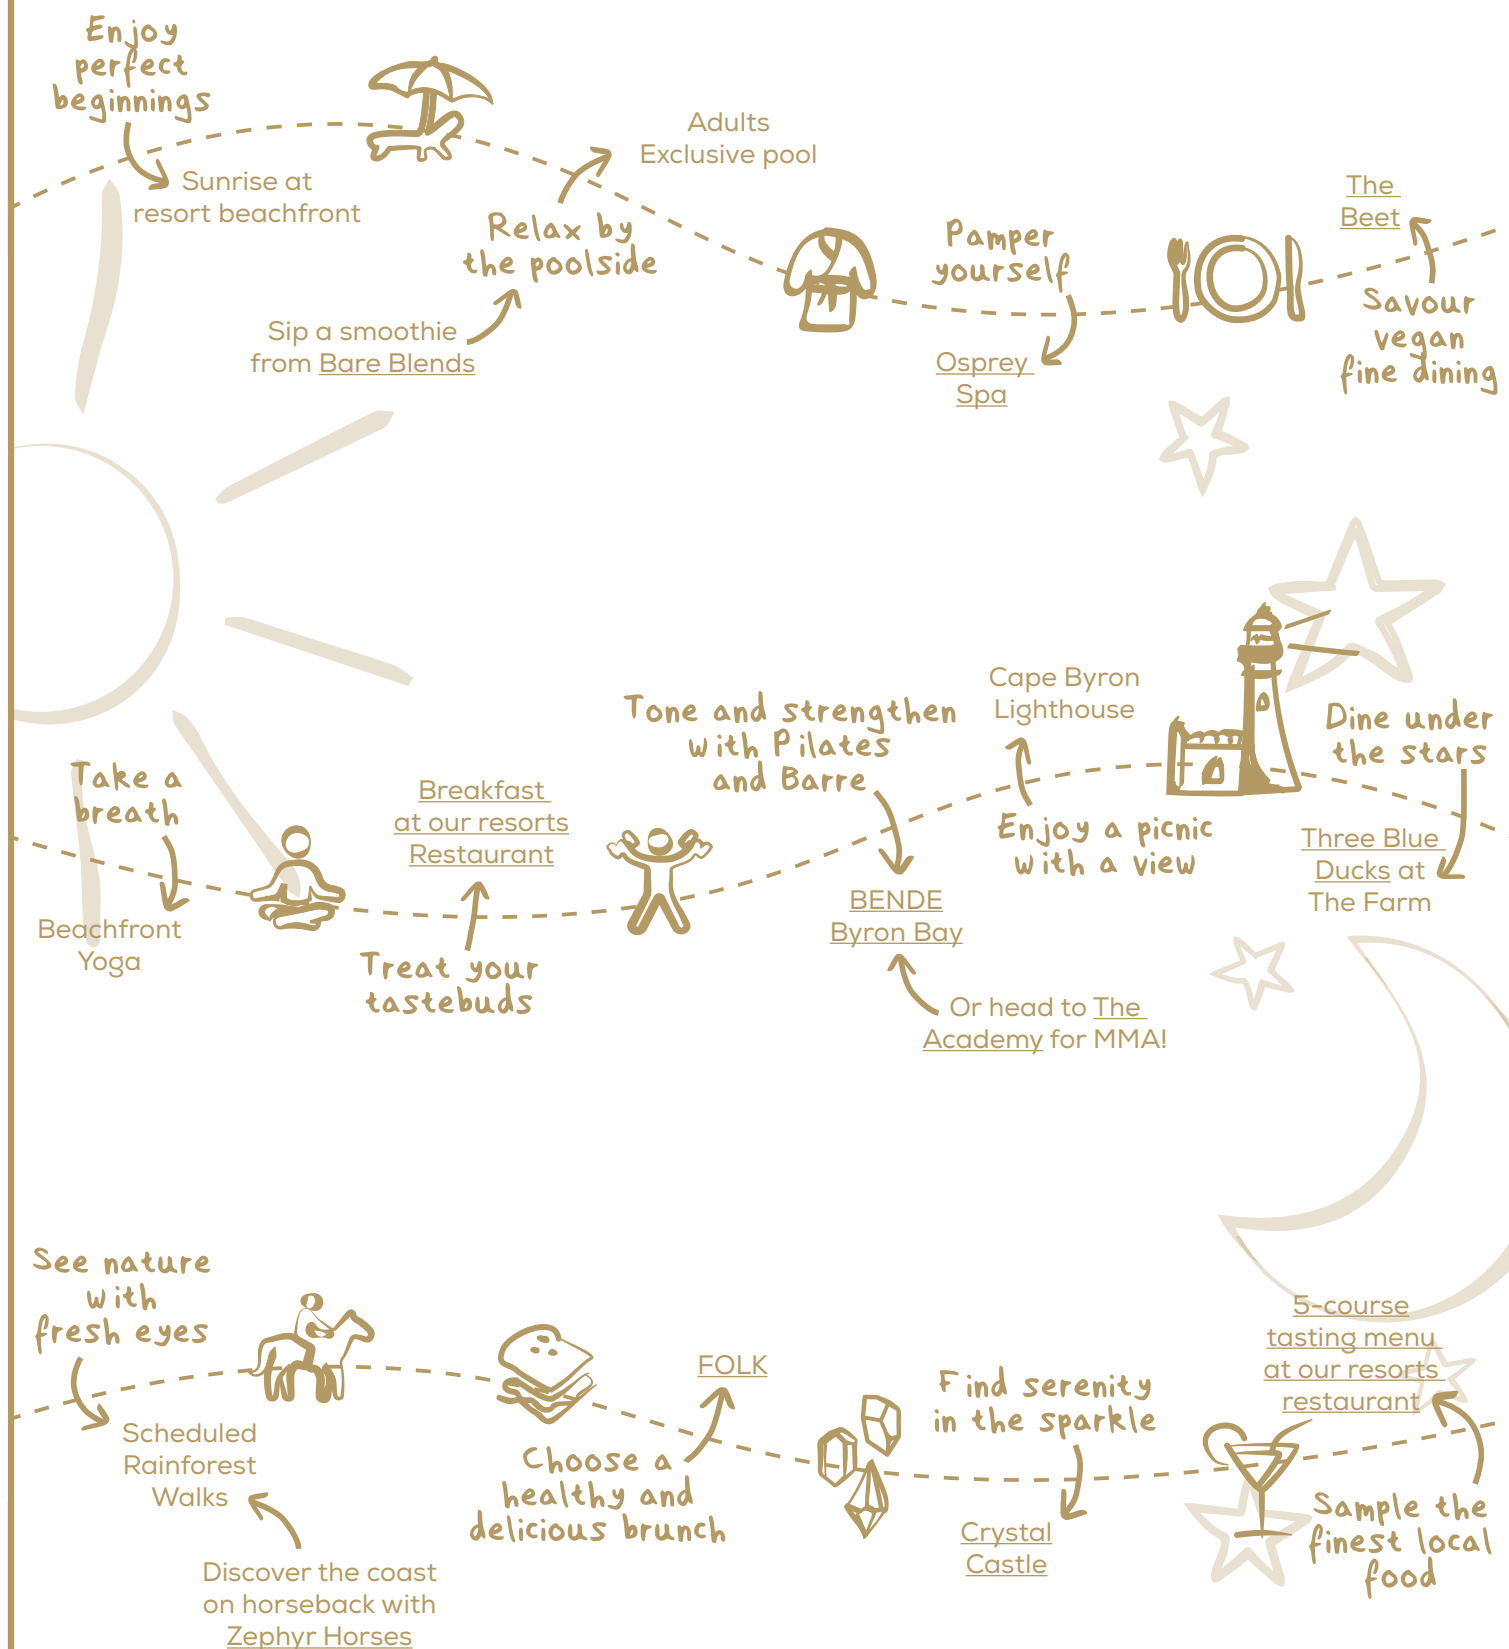 Enjoy
perfect
beginnings
Sunrise at
resort beachfront
Relax by
the poolside
Adults
Exclusive pool
Sip a smoothie
from Bare Blends
Pamper
yourself
Osprey
Spa
The
Beet
Savour
vegan
fine dining
Take a
breath
Beachfront
Yoga
Breakfast
at our resorts
Restaurant
Treat your
tastebuds
Tone and strengthen
with Pilates
and Barre
BENDE
Byron Bay
Or head to The
Academy for MMA!
Cape Byron
Lighthouse
Enjoy a picnic
with a view
Dine under
the stars
Three Blue
Ducks at
The Farm
See nature
with
fresh eyes
Scheduled
Rainforest
Walks
Discover the coast
on horseback with
Zephyr Horses
FOLK
Choose a
healthy and
delicious brunch
Find serenity
in the sparkle
Crystal
Castle
5-course
tasting menu
at our resorts
restaurant
Sample the
finest local
food